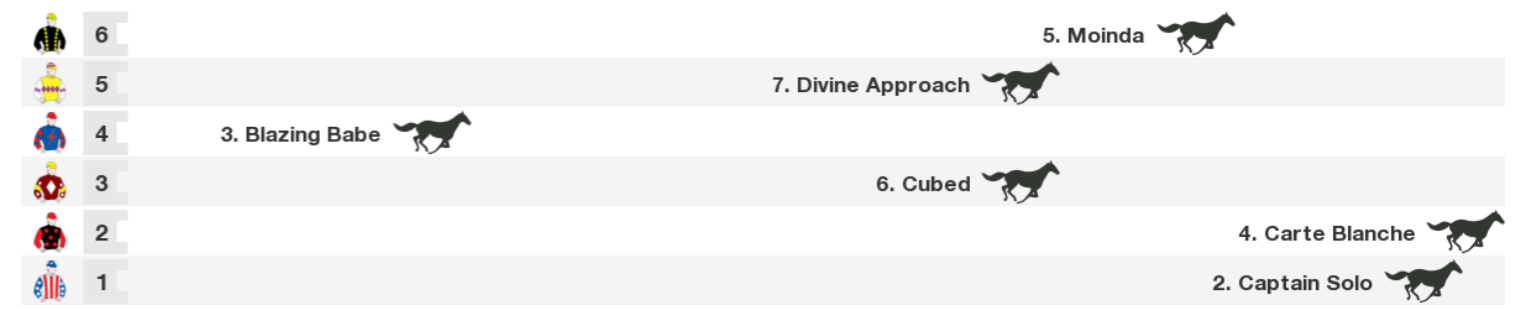 6 5. Moinda
5 7. Divine Approach
4 3. Blazing Babe
3 6. Cubed
2 4. Carte Blanche
1 2. Captain Solo